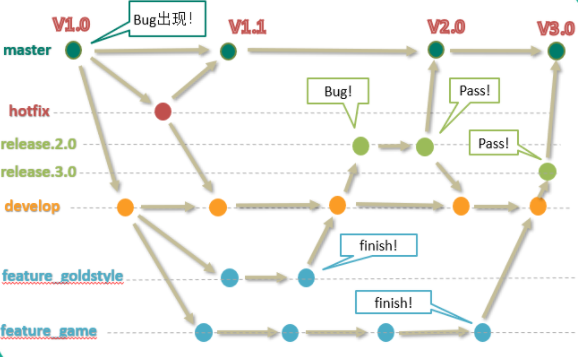 V1.0
Bug出现！
V1.1
V2.0
V3.0
master
Bug!
Pass!
hotfix
release.2.0
Pass!
release.3.0
develop
finish!
feature_goldstyle
finish!
feature_game